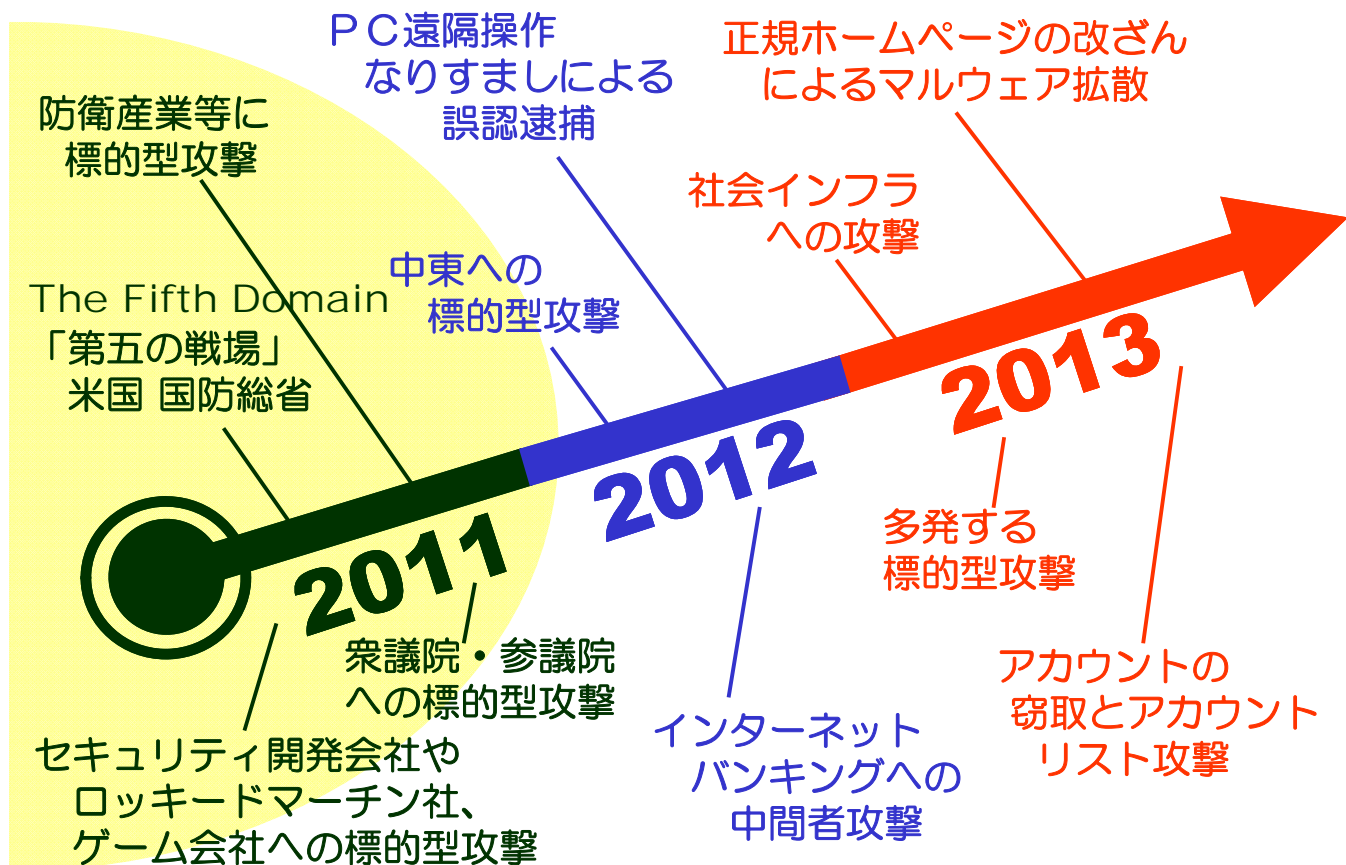 ＰＣ遠隔操作
なりすましによる
誤認逮捕
正規ホームページの改ざん
によるマルウェア拡散
防衛産業等に
標的型攻撃
社会インフラ
への攻撃
中東への
標的型攻撃
The Fifth Domain
「第五の戦場」
米国 国防総省
2011
2012
2013
多発する
標的型攻撃
衆議院・参議院
への標的型攻撃
アカウントの
窃取とアカウント
リスト攻撃
インターネット
バンキングへの
中間者攻撃
セキュリティ開発会社や
ロッキードマーチン社、
ゲーム会社への標的型攻撃